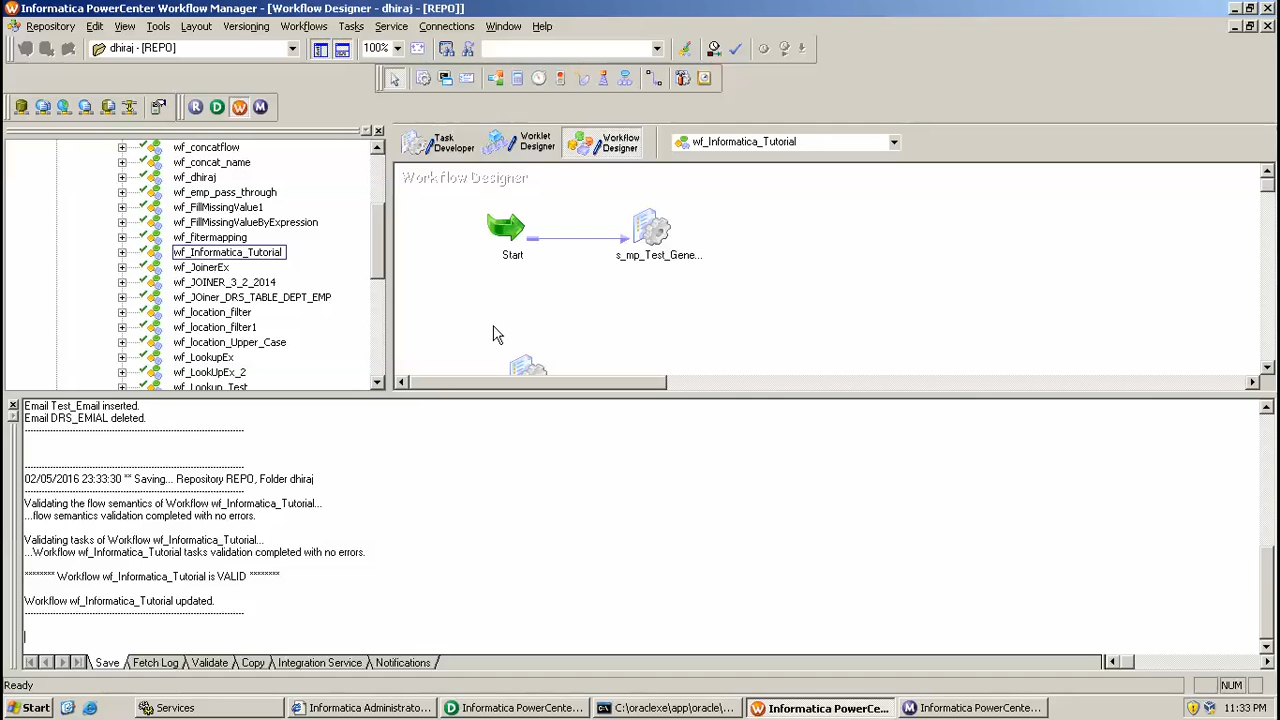 Informatica PowerCenter Workflow Manager - [Workflow Designer - dhiraj - [REPO]]
Repository Edit View Tools Layout Versioning Workflows Tasks Service Connections Window Help
dhiraj - [REPO] 100%
R D W M
Task Developer
Worklet Designer
Workflow Designer
wf_Informatica_Tutorial
wf_concatflow
wf_concat_name
wf_dhiraj
wf_emp_pass_through
wf_FillMissingValue1
wf_FillMissingValueByExpression
wf_fitermapping
wf_Informatica_Tutorial
wf_JoinerEx
wf_JOINER_3_2_2014
wf_JOiner_DRS_TABLE_DEPT_EMP
wf_location_filter
wf_location_filter1
wf_location_Upper_Case
wf_LookupEx
wf_LookUpEx_2
wf_Lookup_Test
Workflow Designer
Start
s_mp_Test_Gene...
Email Test_Email inserted.
Email DRS_EMIAL deleted.
----------------------------------------------------------------
----------------------------------------------------------------
02/05/2016 23:33:30 ** Saving... Repository REPO, Folder dhiraj
----------------------------------------------------------------
Validating the flow semantics of Workflow wf_Informatica_Tutorial...
...flow semantics validation completed with no errors.
Validating tasks of Workflow wf_Informatica_Tutorial...
...Workflow wf_Informatica_Tutorial tasks validation completed with no errors.
******** Workflow wf_Informatica_Tutorial is VALID ********
Workflow wf_Informatica_Tutorial updated.
----------------------------------------------------------------
Save Fetch Log Validate Copy Integration Service Notifications
Ready NUM
Start Services Informatica Administrato... Informatica PowerCente... C:\oraclexe\app\oracle\... Informatica PowerCe... Informatica PowerCente... 11:33 PM